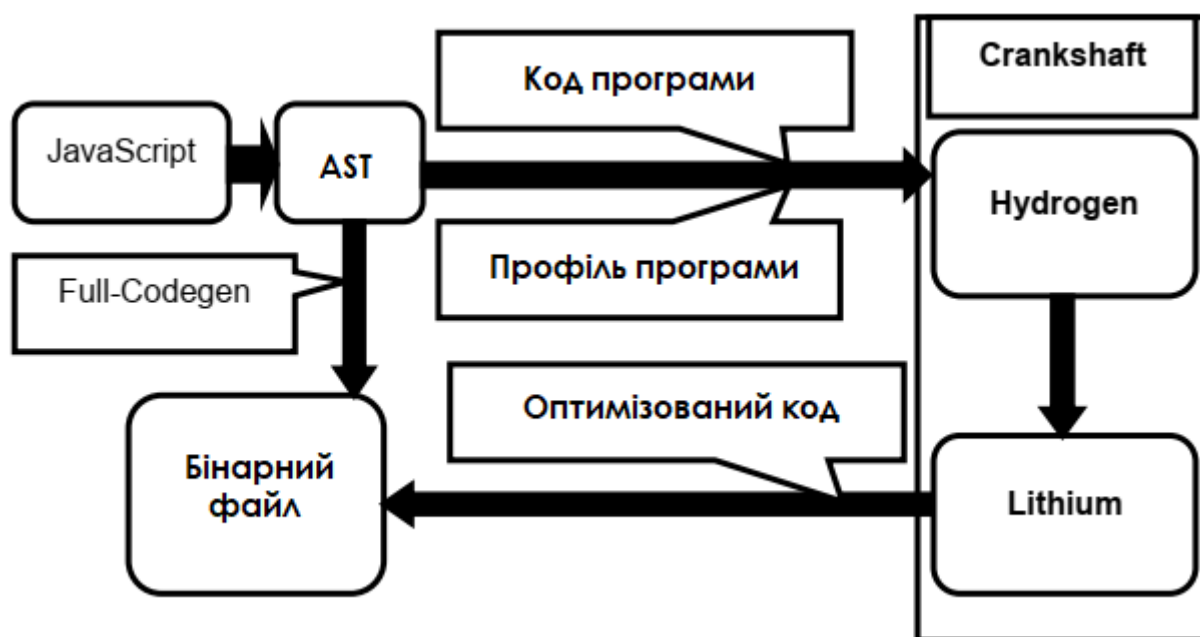 Код програми
Crankshaft
JavaScript
AST
Hydrogen
Full-Codegen
Профіль програми
Оптимізований код
Бінарний
файл
Lithium